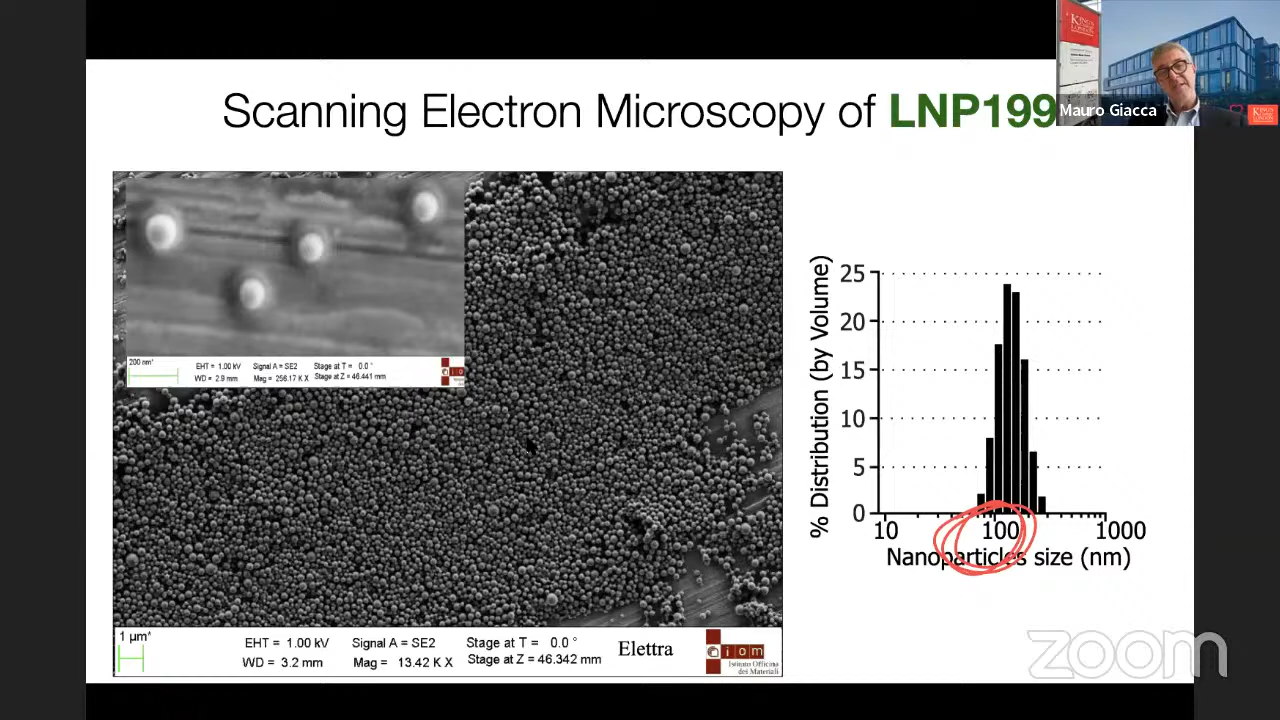 Scanning Electron Microscopy of LNP199
KING'S
LONDON
Mauro Giacca
KING'S
LONDON
200 nm*
EHT = 1.00 kV Signal A = SE2 Stage at T = 0.0 °
WD = 2.9 mm Mag = 256.17 K X Stage at Z = 46.441 mm
1 µm*
EHT = 1.00 kV Signal A = SE2 Stage at T = 0.0 °
WD = 3.2 mm Mag = 13.42 K X Stage at Z = 46.342 mm
Elettra
iom
Istituto Officina
dei Materiali
% Distribution (by Volume)
25
20
15
10
5
0
10 100 1000
Nanoparticles size (nm)
zoom